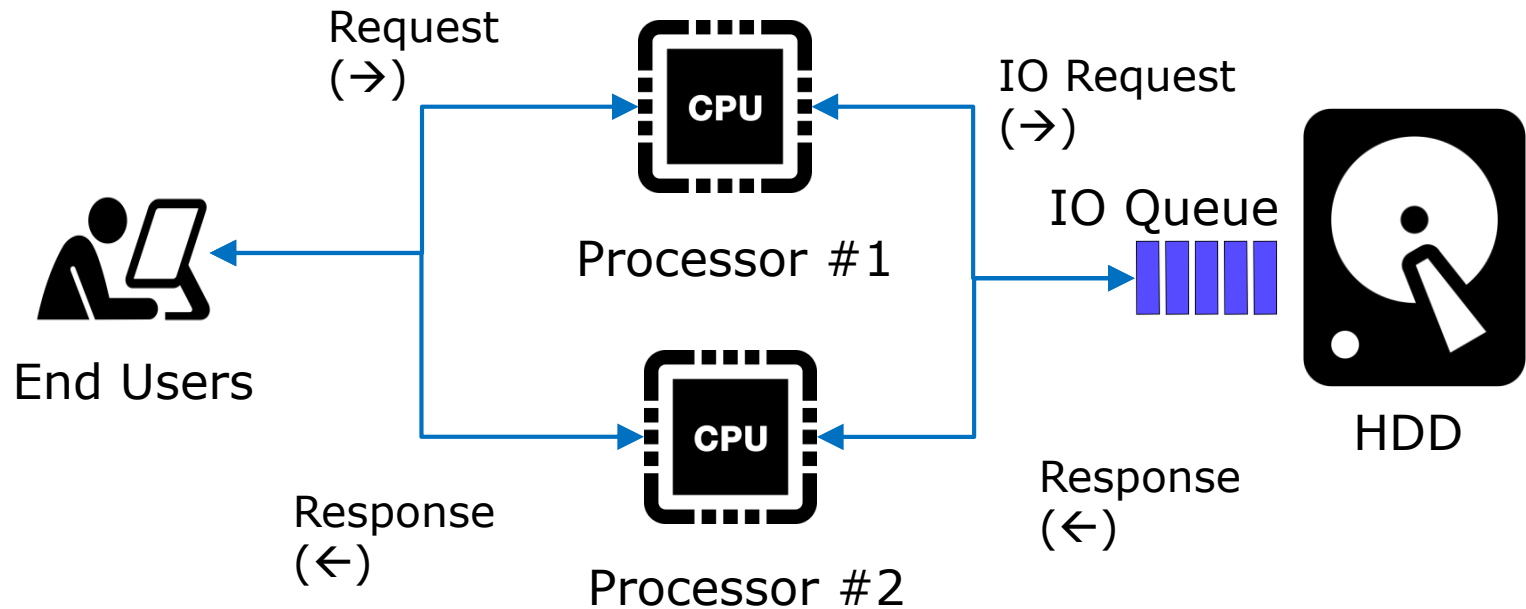 Request
(→)
CPU
IO Request
(→)
IO Queue
Processor #1
End Users
CPU
HDD
Response
(←)
Response
(←)
Processor #2